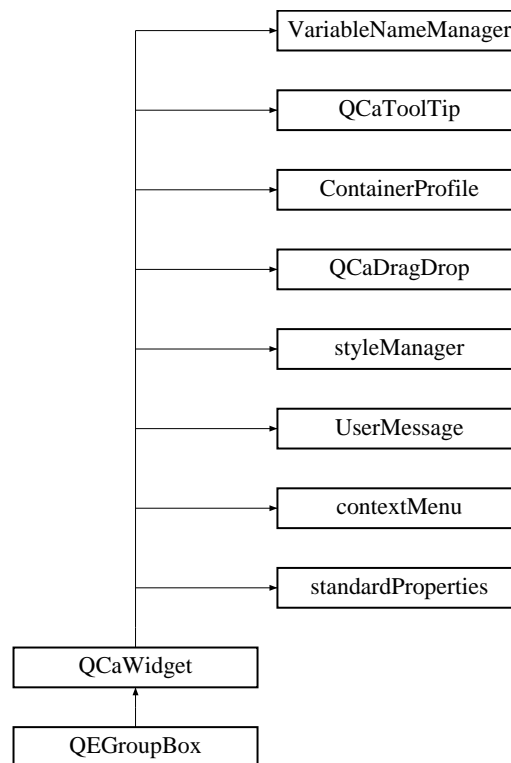 VariableNameManager
QCaToolTip
ContainerProfile
QCaDragDrop
styleManager
UserMessage
contextMenu
standardProperties
QCaWidget
QEGroupBox